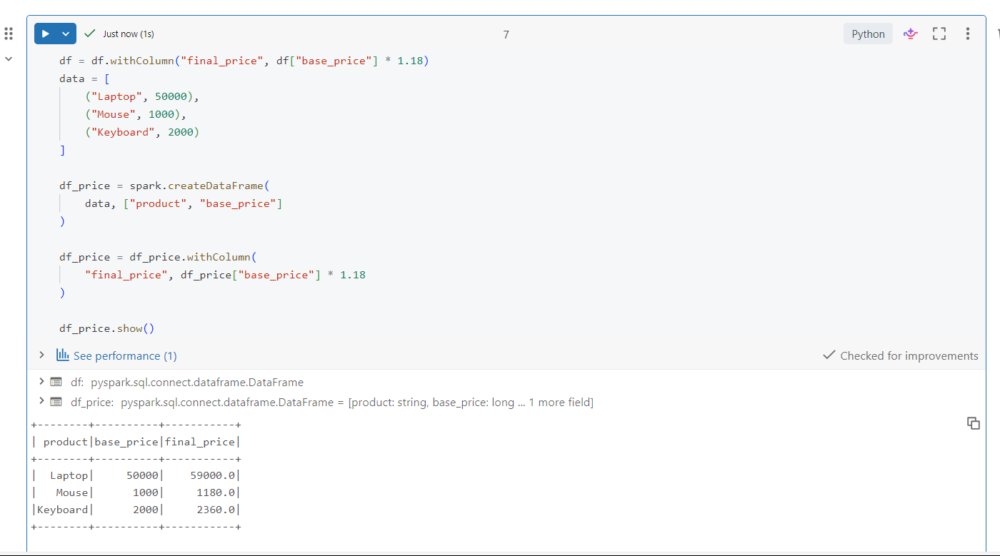 Just now (1s)
7
Python
df = df.withColumn("final_price", df["base_price"] * 1.18)
data = [
    ("Laptop", 50000),
    ("Mouse", 1000),
    ("Keyboard", 2000)
]
df_price = spark.createDataFrame(
    data, ["product", "base_price"]
)
df_price = df_price.withColumn(
    "final_price", df_price["base_price"] * 1.18
)
df_price.show()
See performance (1)
Checked for improvements
df: pyspark.sql.connect.dataframe.DataFrame
df_price: pyspark.sql.connect.dataframe.DataFrame = [product: string, base_price: long ... 1 more field]
+--------+----------+-----------+
| product|base_price|final_price|
+--------+----------+-----------+
|  Laptop|     50000|    59000.0|
|   Mouse|      1000|     1180.0|
|Keyboard|      2000|     2360.0|
+--------+----------+-----------+